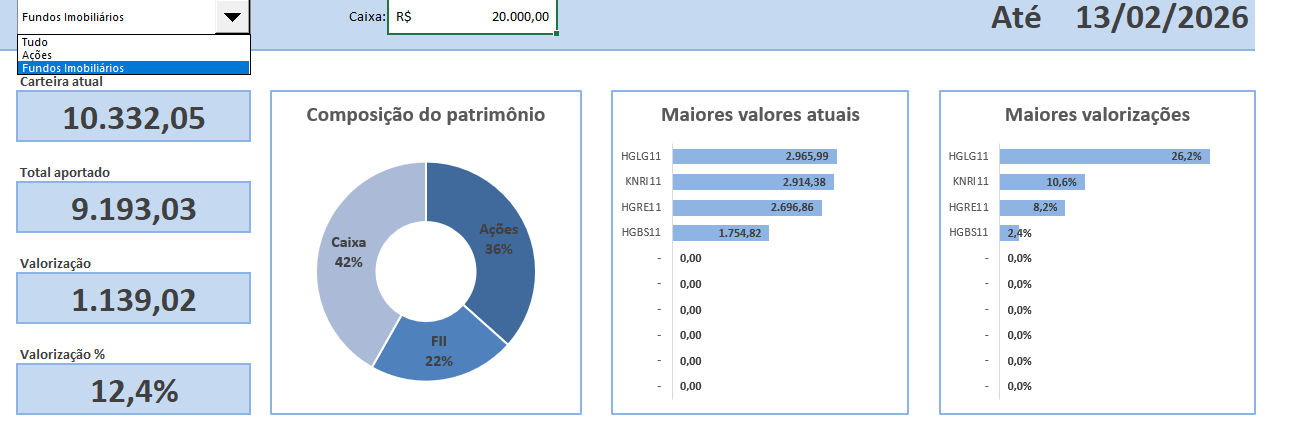 Fundos Imobiliários
Caixa: R$ 20.000,00
Até 13/02/2026
Tudo
Ações
Fundos Imobiliários
Carteira atual
10.332,05
Total aportado
9.193,03
Valorização
1.139,02
Valorização %
12,4%
Composição do patrimônio
Ações
36%
Caixa
42%
FII
22%
Maiores valores atuais
HGLG11 2.965,99
KNRI11 2.914,38
HGRE11 2.696,86
HGBS11 1.754,82
- 0,00
- 0,00
- 0,00
- 0,00
- 0,00
- 0,00
Maiores valorizações
HGLG11 26,2%
KNRI11 10,6%
HGRE11 8,2%
HGBS11 2,4%
- 0,0%
- 0,0%
- 0,0%
- 0,0%
- 0,0%
- 0,0%